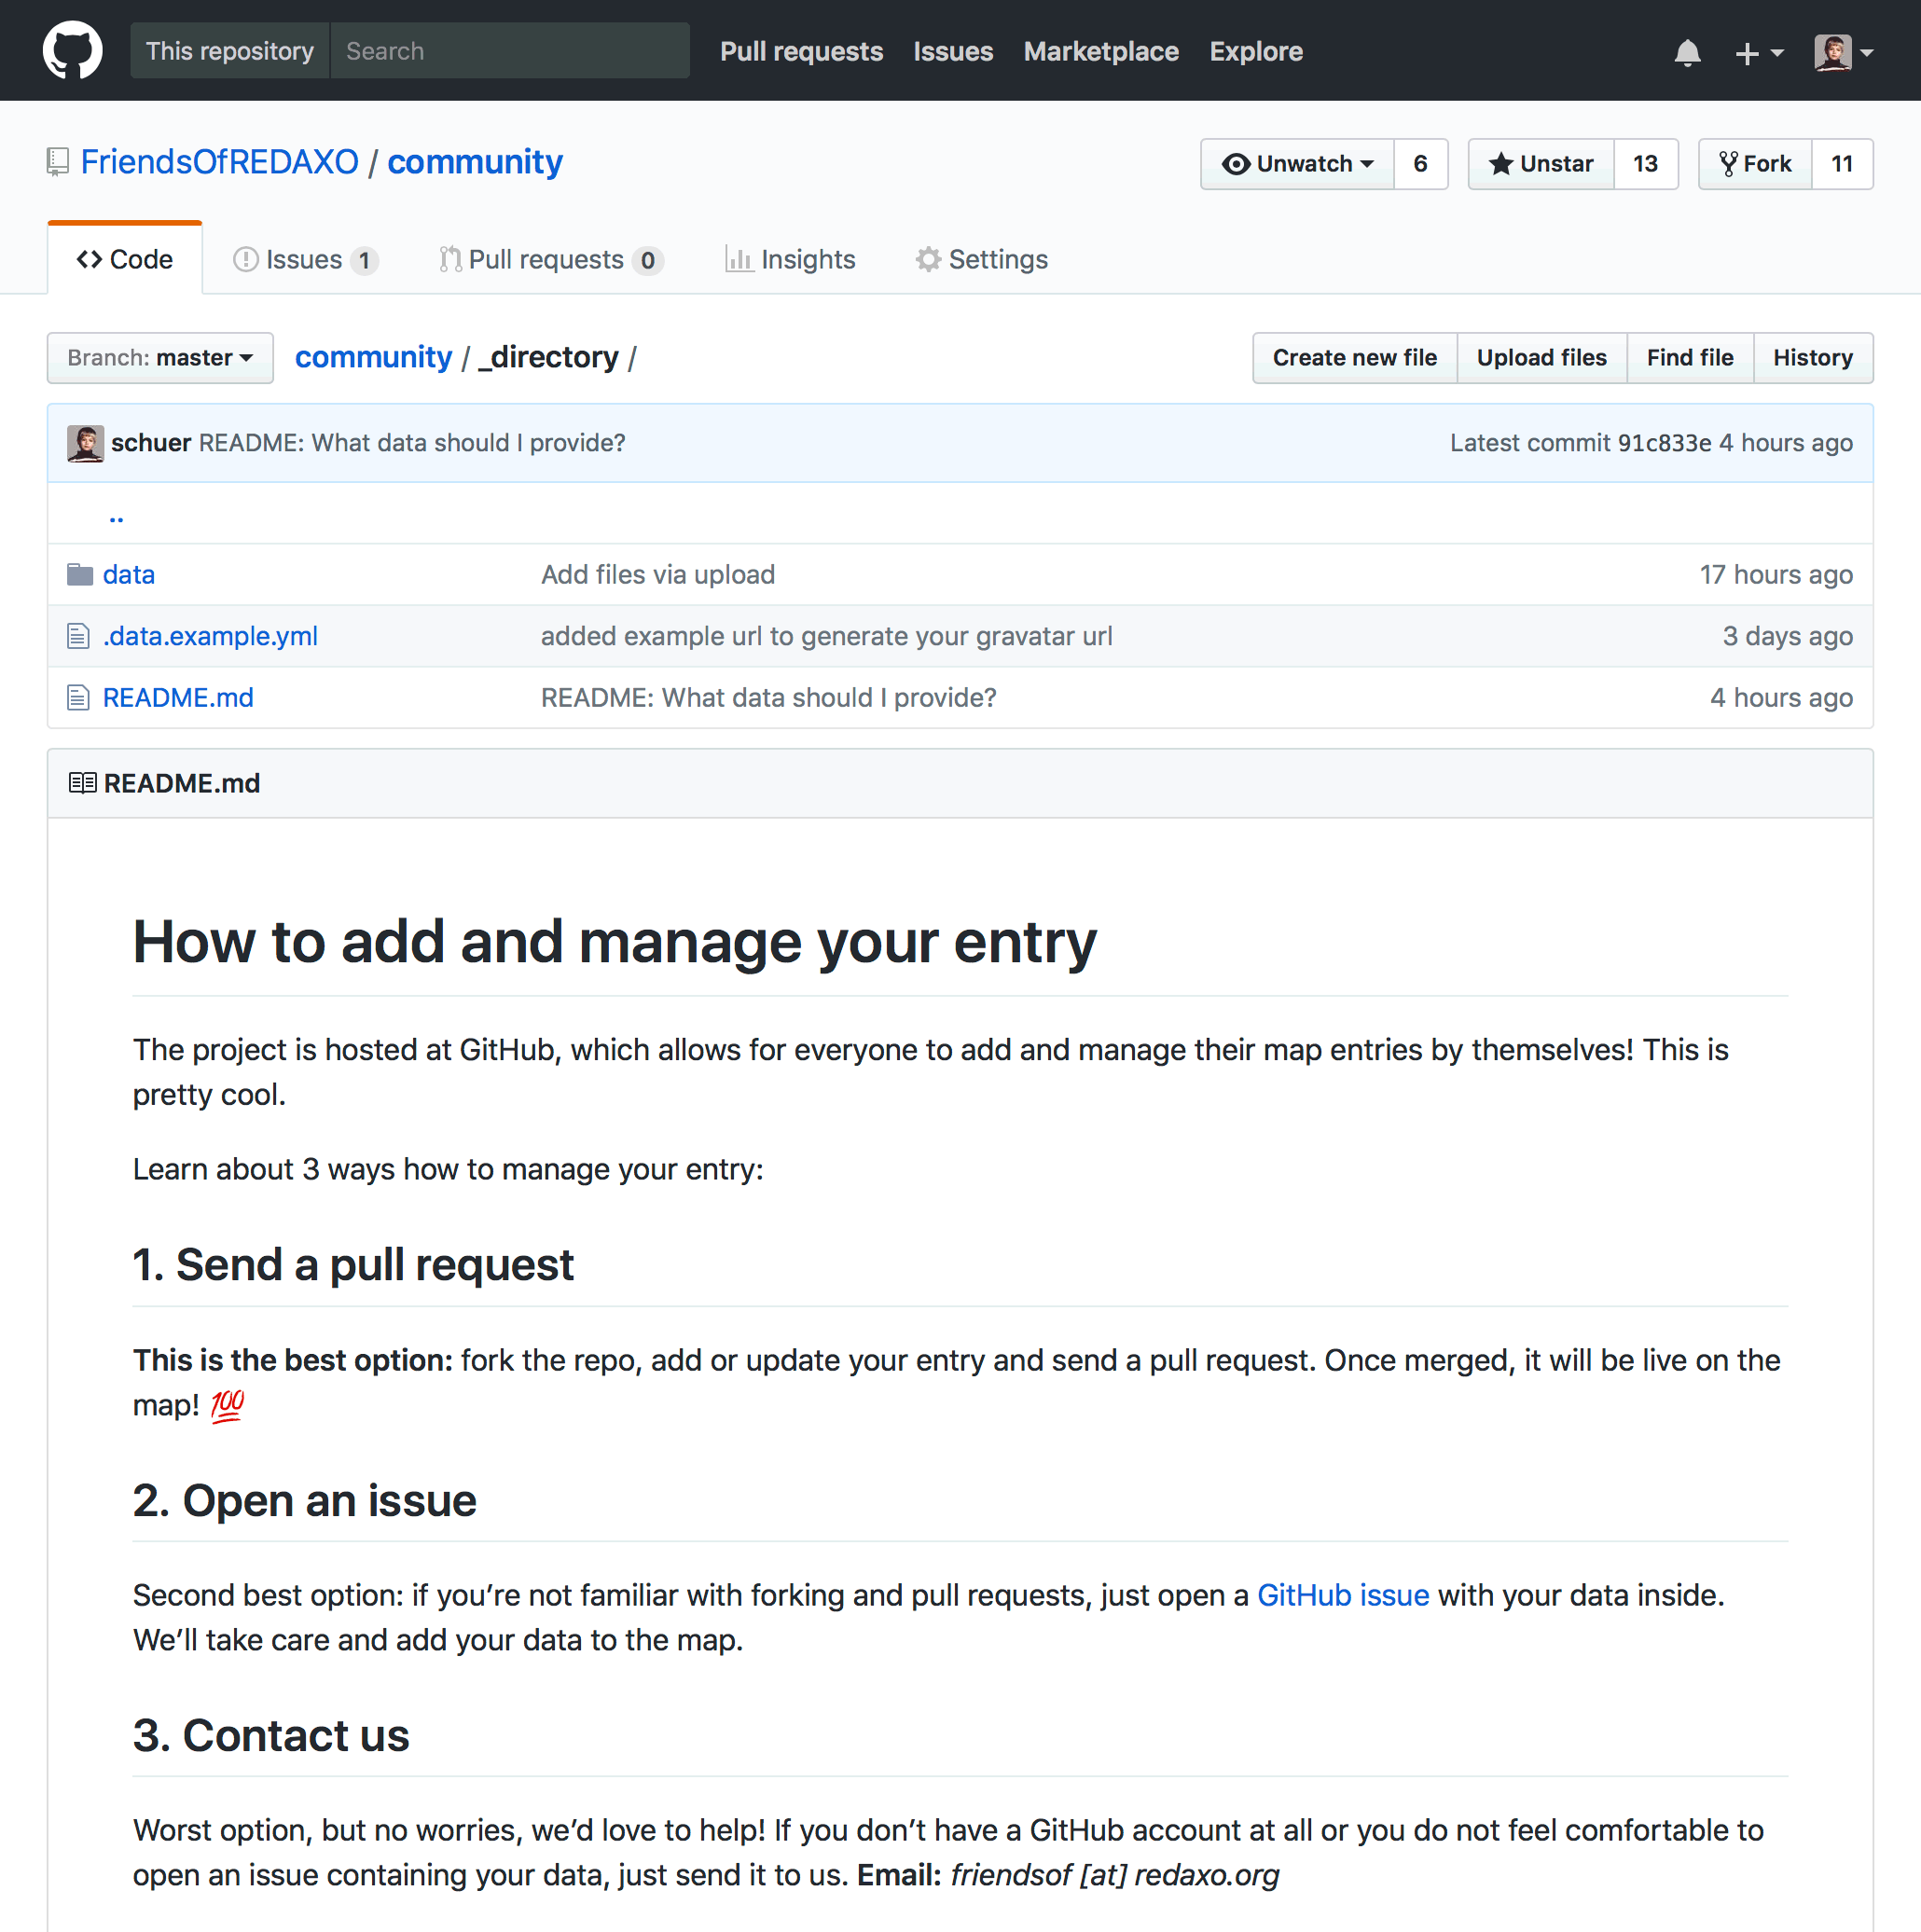 This repository Search Pull requests Issues Marketplace Explore
FriendsOfREDAXO / community Unwatch 6 Unstar 13 Fork 11
Code Issues 1 Pull requests 0 Insights Settings
Branch: master community / _directory / Create new file Upload files Find file History
schuer README: What data should I provide? Latest commit 91c833e 4 hours ago
..
data Add files via upload 17 hours ago
.data.example.yml added example url to generate your gravatar url 3 days ago
README.md README: What data should I provide? 4 hours ago
README.md
How to add and manage your entry
The project is hosted at GitHub, which allows for everyone to add and manage their map entries by themselves! This is
pretty cool.
Learn about 3 ways how to manage your entry:
1. Send a pull request
This is the best option: fork the repo, add or update your entry and send a pull request. Once merged, it will be live on the
map! 💯
2. Open an issue
Second best option: if you’re not familiar with forking and pull requests, just open a GitHub issue with your data inside.
We’ll take care and add your data to the map.
3. Contact us
Worst option, but no worries, we’d love to help! If you don’t have a GitHub account at all or you do not feel comfortable to
open an issue containing your data, just send it to us. Email: friendsof [at] redaxo.org